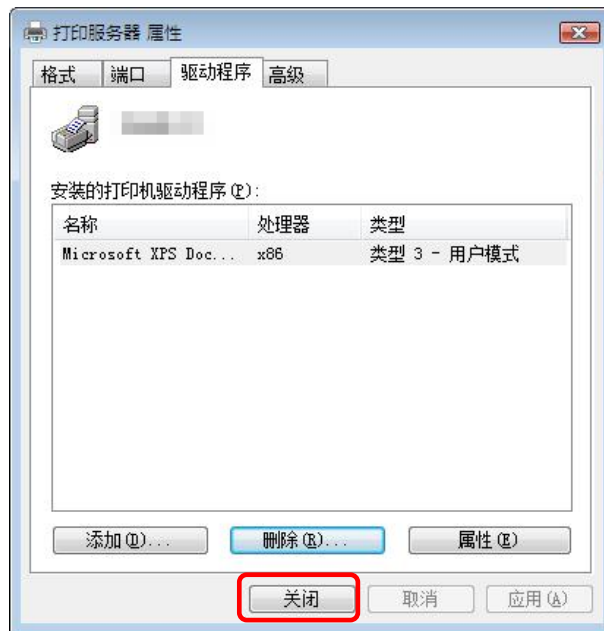 打印服务器 属性
格式 端口 驱动程序 高级
安装的打印机驱动程序(P):
名称 处理器 类型
Microsoft XPS Doc... x86 类型 3 - 用户模式
添加(D)... 删除(R)... 属性(E)
关闭 取消 应用(A)